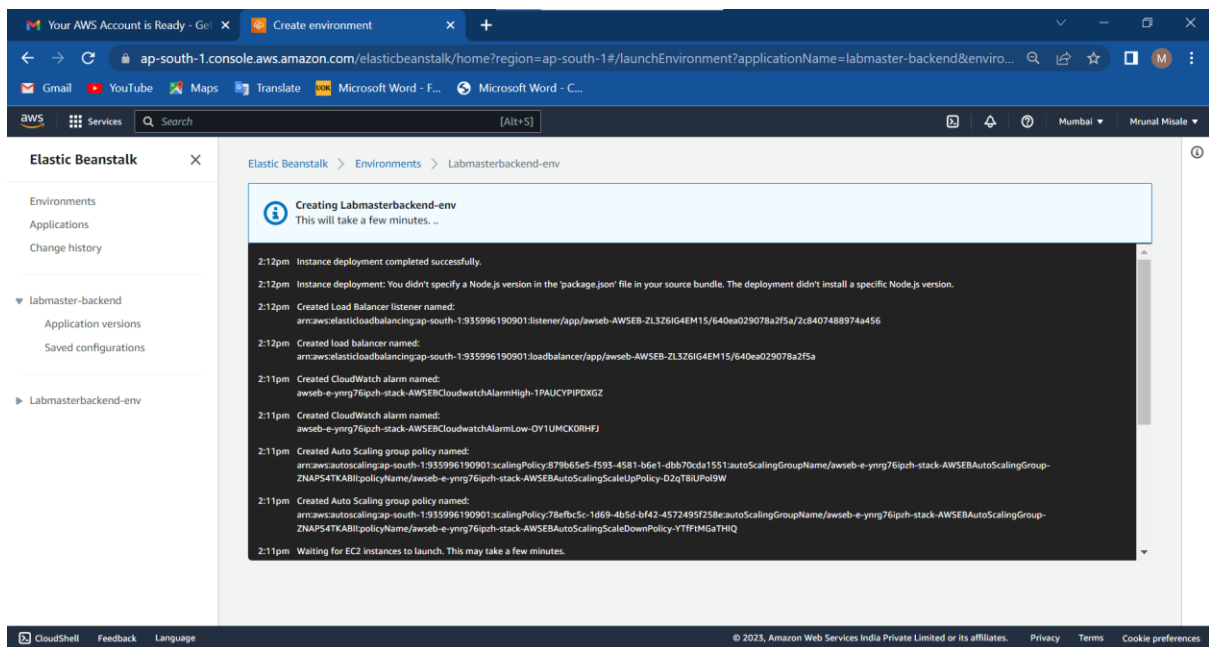 Your AWS Account is Ready - Get
Create environment
ap-south-1.console.aws.amazon.com/elasticbeanstalk/home?region=ap-south-1#/launchEnvironment?applicationName=labmaster-backend&enviro...
M
Gmail
YouTube
Maps
Translate
Microsoft Word - F...
Microsoft Word - C...
aws
Services
Search
[Alt+S]
Mumbai
Mrunal Misale
Elastic Beanstalk
Elastic Beanstalk > Environments > Labmasterbackend-env
Environments
Applications
Change history
labmaster-backend
Application versions
Saved configurations
Labmasterbackend-env
Creating Labmasterbackend-env
This will take a few minutes. ..
2:12pm Instance deployment completed successfully.
2:12pm Instance deployment: You didn't specify a Node.js version in the 'package.json' file in your source bundle. The deployment didn't install a specific Node.js version.
2:12pm Created Load Balancer listener named:
arn:aws:elasticloadbalancing:ap-south-1:935996190901:listener/app/awseb-AWSEB-ZL3Z6IG4EM15/640ea029078a2f5a/2c8407488974a456
2:12pm Created load balancer named:
arn:aws:elasticloadbalancing:ap-south-1:935996190901:loadbalancer/app/awseb-AWSEB-ZL3Z6IG4EM15/640ea029078a2f5a
2:11pm Created CloudWatch alarm named:
awseb-e-ynrg76ipzh-stack-AWSEBCloudwatchAlarmHigh-1PAUCYPIPDXGZ
2:11pm Created CloudWatch alarm named:
awseb-e-ynrg76ipzh-stack-AWSEBCloudwatchAlarmLow-OY1UMCK0RHFJ
2:11pm Created Auto Scaling group policy named:
arn:aws:autoscaling:ap-south-1:935996190901:scalingPolicy:879b65e5-f593-4581-b6e1-dbb70cda1551:autoScalingGroupName/awseb-e-ynrg76ipzh-stack-AWSEBAutoScalingGroup-
ZNAPS4TKABII:policyName/awseb-e-ynrg76ipzh-stack-AWSEBAutoScalingScaleUpPolicy-D2qT8iUPol9W
2:11pm Created Auto Scaling group policy named:
arn:aws:autoscaling:ap-south-1:935996190901:scalingPolicy:78efbc5c-1d69-4b5d-bf42-4572495f258e:autoScalingGroupName/awseb-e-ynrg76ipzh-stack-AWSEBAutoScalingGroup-
ZNAPS4TKABII:policyName/awseb-e-ynrg76ipzh-stack-AWSEBAutoScalingScaleDownPolicy-YTfFtMGaTHIQ
2:11pm Waiting for EC2 instances to launch. This may take a few minutes.
CloudShell
Feedback
Language
© 2023, Amazon Web Services India Private Limited or its affiliates.
Privacy
Terms
Cookie preferences